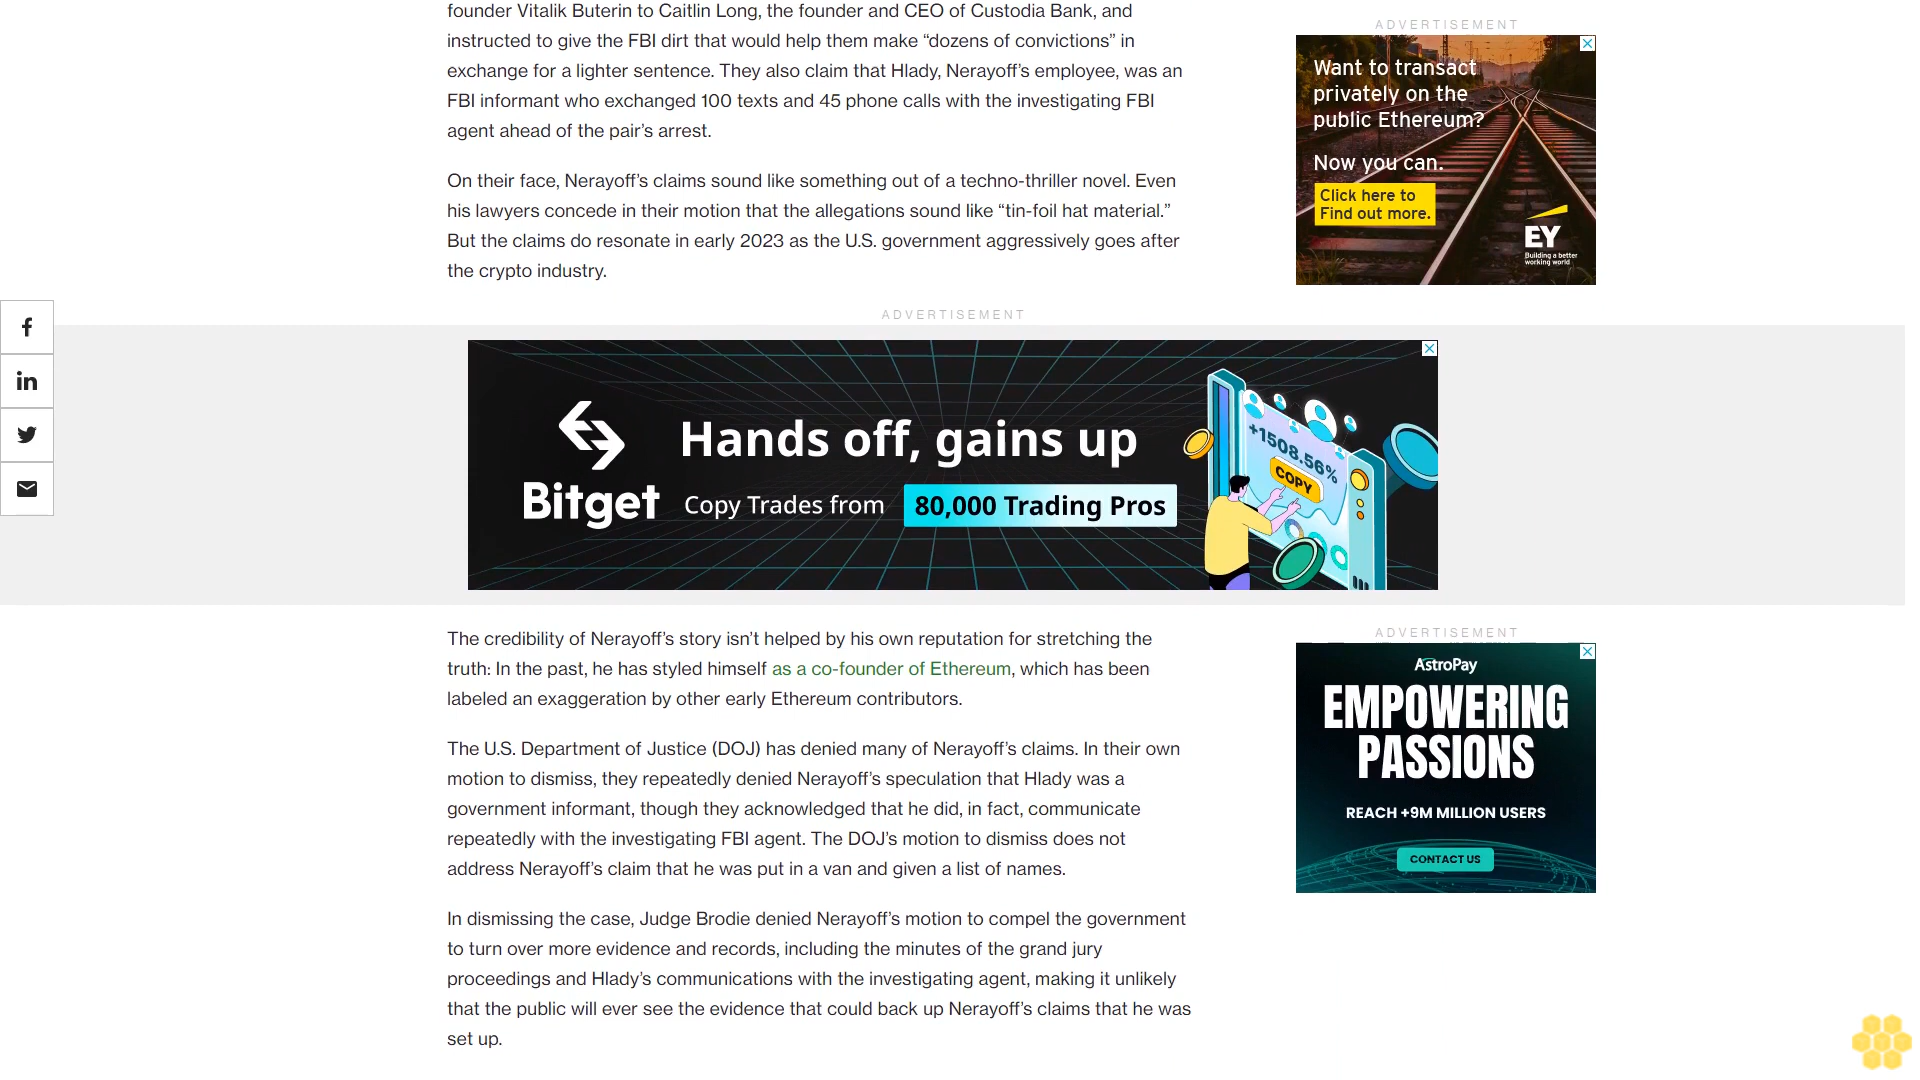 founder Vitalik Buterin to Caitlin Long, the founder and CEO of Custodia Bank, and
instructed to give the FBI dirt that would help them make “dozens of convictions” in
exchange for a lighter sentence. They also claim that Hlady, Nerayoff’s employee, was an
FBI informant who exchanged 100 texts and 45 phone calls with the investigating FBI
agent ahead of the pair’s arrest.
On their face, Nerayoff’s claims sound like something out of a techno-thriller novel. Even
his lawyers concede in their motion that the allegations sound like “tin-foil hat material.”
But the claims do resonate in early 2023 as the U.S. government aggressively goes after
the crypto industry.
ADVERTISEMENT
Want to transact
privately on the
public Ethereum?
Now you can.
Click here to
Find out more.
EY
Building a better
working world
ADVERTISEMENT
Bitget
Hands off, gains up
Copy Trades from 80,000 Trading Pros
+1508.56%
COPY
The credibility of Nerayoff’s story isn’t helped by his own reputation for stretching the
truth: In the past, he has styled himself as a co-founder of Ethereum, which has been
labeled an exaggeration by other early Ethereum contributors.
The U.S. Department of Justice (DOJ) has denied many of Nerayoff’s claims. In their own
motion to dismiss, they repeatedly denied Nerayoff’s speculation that Hlady was a
government informant, though they acknowledged that he did, in fact, communicate
repeatedly with the investigating FBI agent. The DOJ’s motion to dismiss does not
address Nerayoff’s claim that he was put in a van and given a list of names.
In dismissing the case, Judge Brodie denied Nerayoff’s motion to compel the government
to turn over more evidence and records, including the minutes of the grand jury
proceedings and Hlady’s communications with the investigating agent, making it unlikely
that the public will ever see the evidence that could back up Nerayoff’s claims that he was
set up.
ADVERTISEMENT
AstroPay
EMPOWERING
PASSIONS
REACH +9M MILLION USERS
CONTACT US